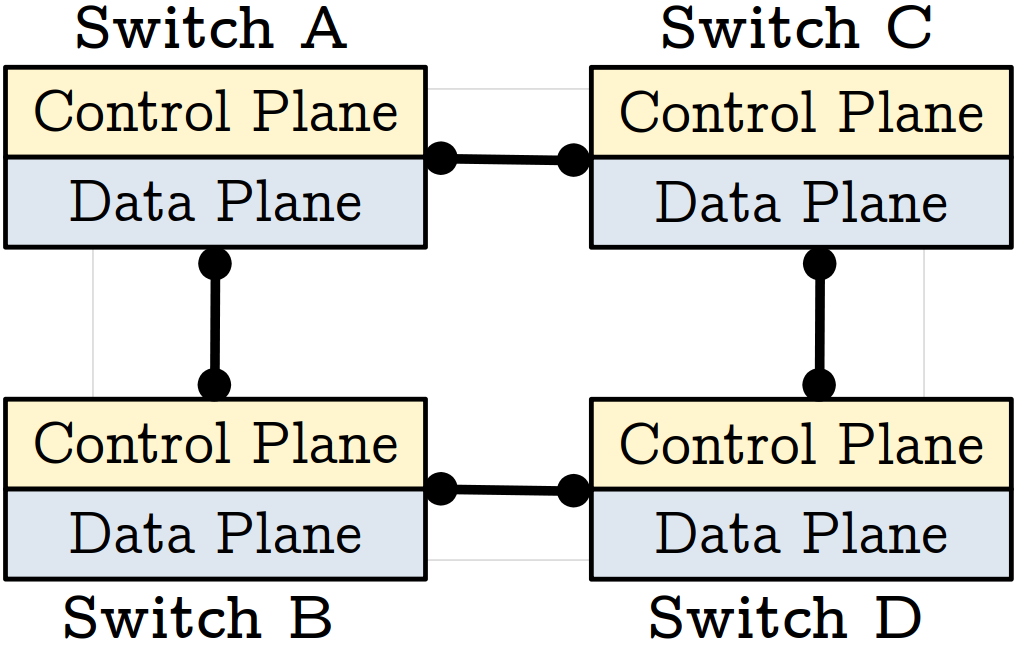 Switch A
Control Plane
Data Plane
Switch C
Control Plane
Data Plane
Control Plane
Data Plane
Switch B
Control Plane
Data Plane
Switch D